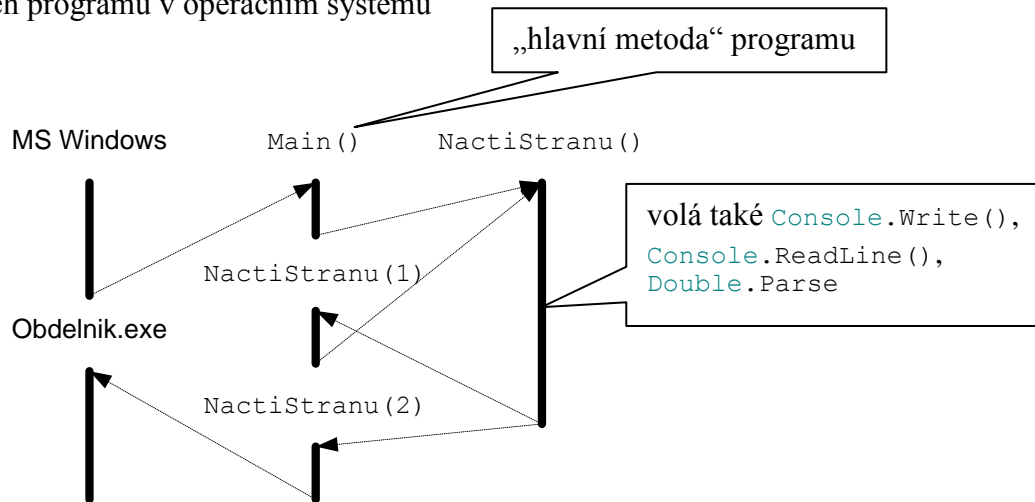 programu v operačním systému
„hlavní metoda“ programu
MS Windows
Main()
NactiStranu()
volá také Console.Write(),
Console.ReadLine(),
Double.Parse
NactiStranu(1)
Obdelnik.exe
NactiStranu(2)